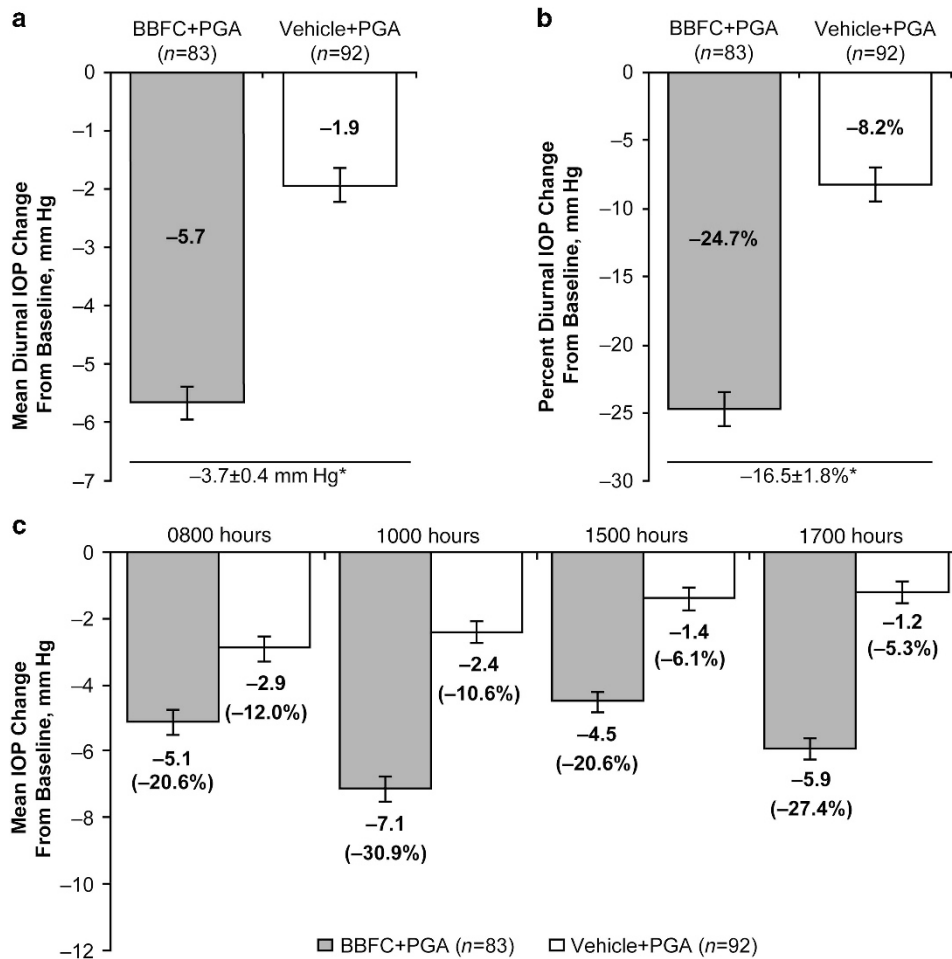 a
BBFC+PGA Vehicle+PGA
(n=83) (n=92)
Mean Diurnal IOP Change
From Baseline, mm Hg
0
–1
–2
–3
–4
–5
–6
–7
–1.9
–5.7
–3.7±0.4 mm Hg*
b
BBFC+PGA Vehicle+PGA
(n=83) (n=92)
Percent Diurnal IOP Change
From Baseline, mm Hg
0
–5
–10
–15
–20
–25
–30
–8.2%
–24.7%
–16.5±1.8%*
c
0800 hours 1000 hours 1500 hours 1700 hours
Mean IOP Change
From Baseline, mm Hg
0
–2
–4
–6
–8
–10
–12
–5.1
(–20.6%)
–2.9
(–12.0%)
–7.1
(–30.9%)
–2.4
(–10.6%)
–4.5
(–20.6%)
–1.4
(–6.1%)
–5.9
(–27.4%)
–1.2
(–5.3%)
BBFC+PGA (n=83) Vehicle+PGA (n=92)